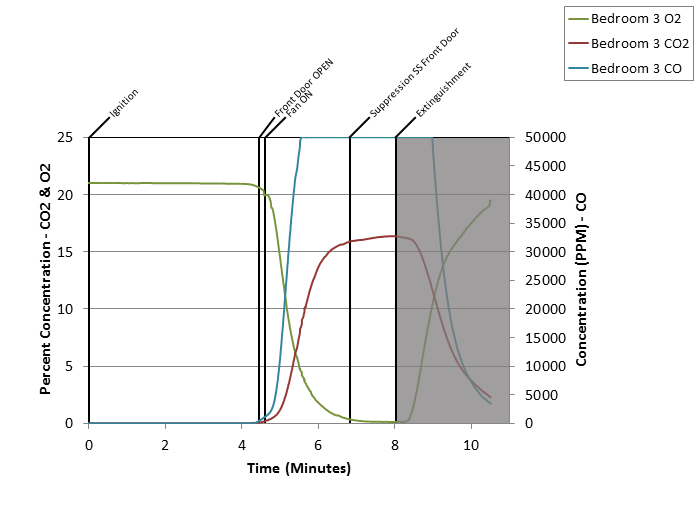 Bedroom 3 O2
Bedroom 3 CO2
Bedroom 3 CO
Ignition
Front Door OPEN
Fan ON
Suppression SS Front Door
Extinguishment
25
20
15
10
5
0
Percent Concentration - CO2 & O2
50000
45000
40000
35000
30000
25000
20000
15000
10000
5000
0
Concentration (PPM) - CO
0 2 4 6 8 10
Time (Minutes)